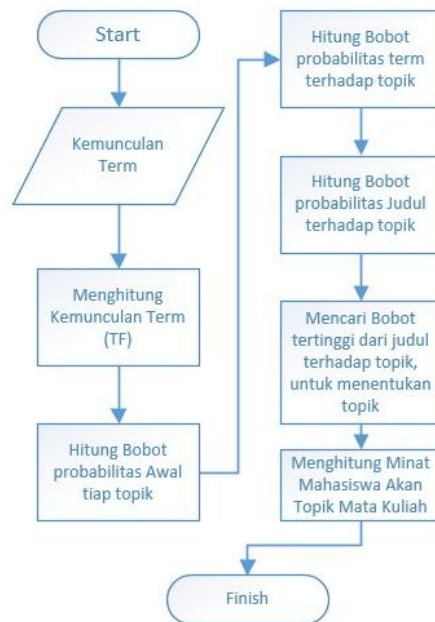 Start
Kemunculan
Term
Menghitung
Kemunculan Term
(TF)
Hitung Bobot
probabilitas Awal
tiap topik
Hitung Bobot
probabilitas term
terhadap topik
Hitung Bobot
probabilitas Judul
terhadap topik
Mencari Bobot
tertinggi dari judul
terhadap topik,
untuk menentukan
topik
Menghitung Minat
Mahasiswa Akan
Topik Mata Kuliah
Finish